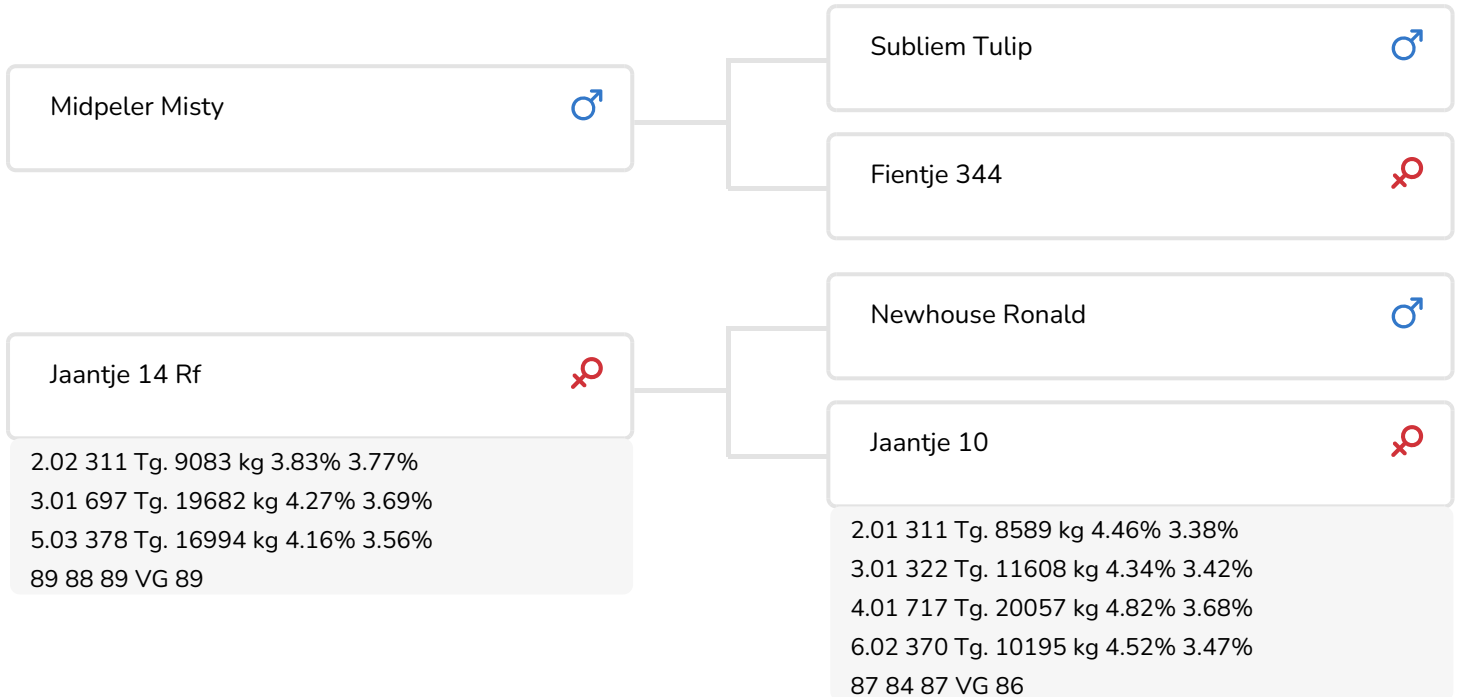 Subliem Tulip
Midpeler Misty
Fientje 344
Newhouse Ronald
Jaantje 14 Rf
2.02 311 Tg. 9083 kg 3.83% 3.77%
3.01 697 Tg. 19682 kg 4.27% 3.69%
5.03 378 Tg. 16994 kg 4.16% 3.56%
89 88 89 VG 89
Jaantje 10
2.01 311 Tg. 8589 kg 4.46% 3.38%
3.01 322 Tg. 11608 kg 4.34% 3.42%
4.01 717 Tg. 20057 kg 4.82% 3.68%
6.02 370 Tg. 10195 kg 4.52% 3.47%
87 84 87 VG 86